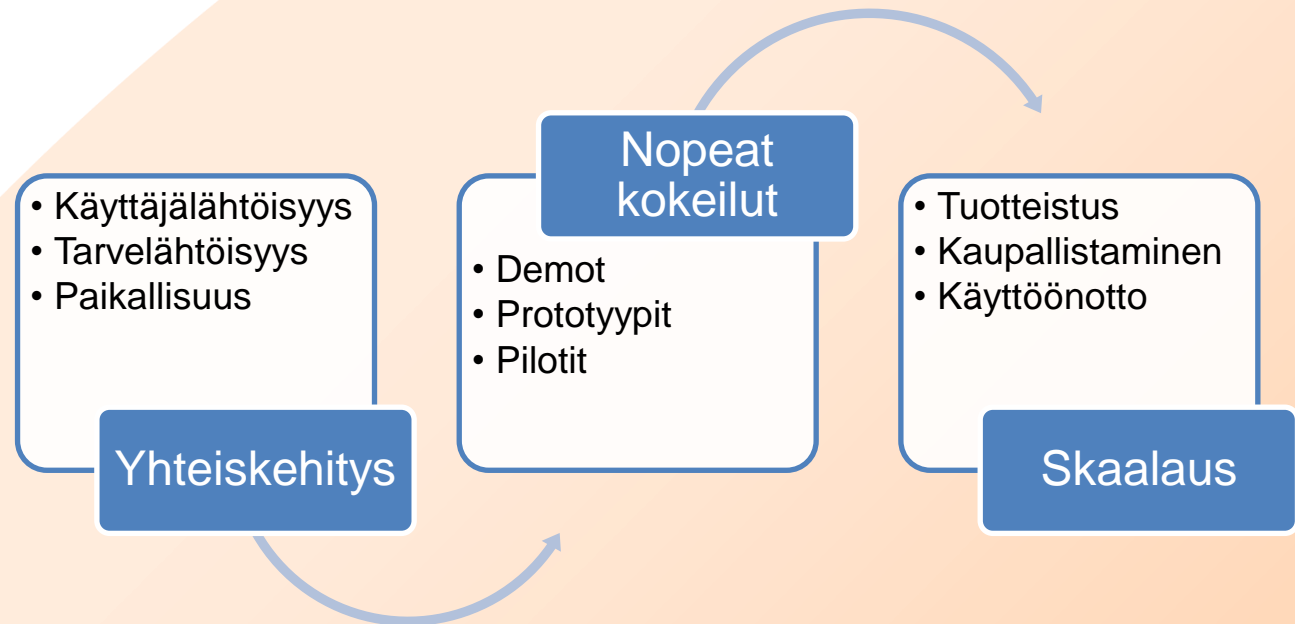 • Käyttäjälähtöisyys
• Tarvelähtöisyys
• Paikallisuus
Yhteiskehitys
Nopeat
kokeilut
• Demot
• Prototyypit
• Pilotit
• Tuotteistus
• Kaupallistaminen
• Käyttöönotto
Skaalaus